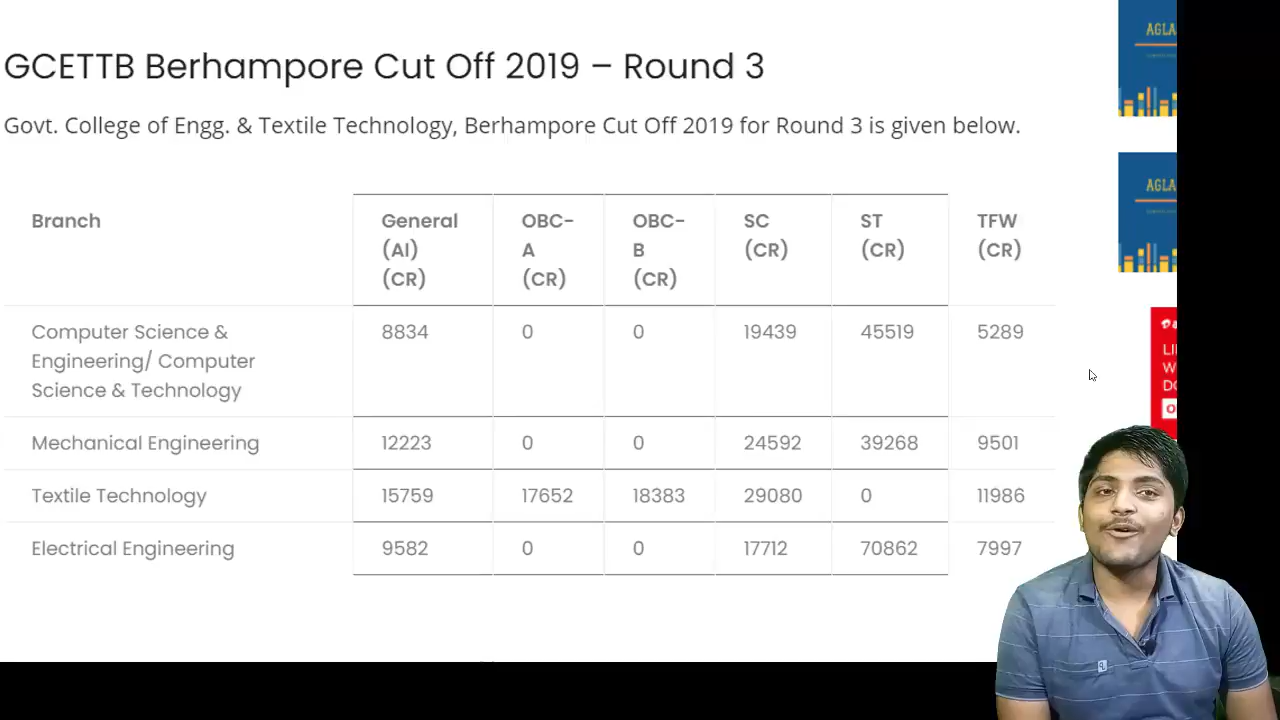 GCETTB Berhampore Cut Off 2019 – Round 3
Govt. College of Engg. & Textile Technology, Berhampore Cut Off 2019 for Round 3 is given below.
Branch General (AI) (CR) OBC-A (CR) OBC-B (CR) SC (CR) ST (CR) TFW (CR)
Computer Science & Engineering/ Computer Science & Technology 8834 0 0 19439 45519 5289
Mechanical Engineering 12223 0 0 24592 39268 9501
Textile Technology 15759 17652 18383 29080 0 11986
Electrical Engineering 9582 0 0 17712 70862 7997
AGLA
AGLA